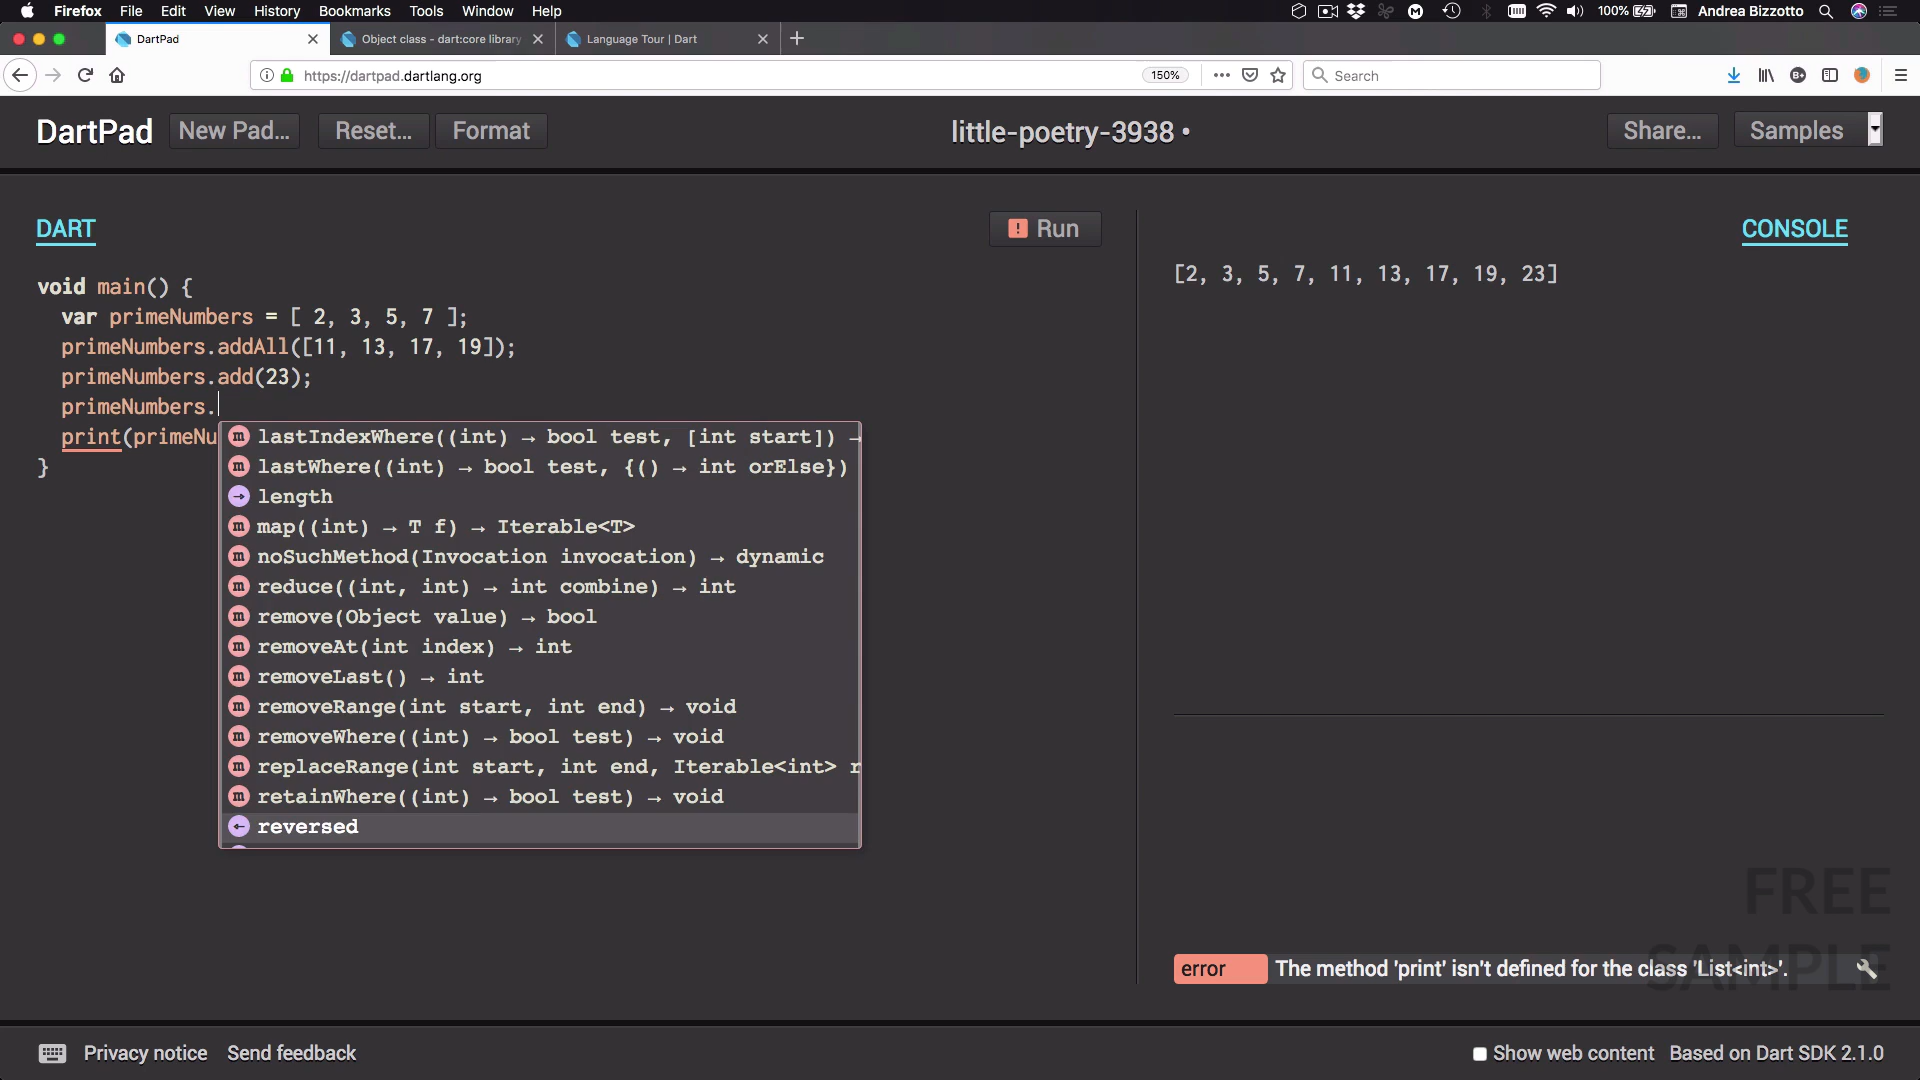 Firefox File Edit View History Bookmarks Tools Window Help 100% Andrea Bizzotto
DartPad Object class - dart:core library Language Tour | Dart
https://dartpad.dartlang.org 150% Search
DartPad New Pad... Reset... Format little-poetry-3938 • Share... Samples
DART Run CONSOLE
void main() {
var primeNumbers = [ 2, 3, 5, 7 ];
primeNumbers.addAll([11, 13, 17, 19]);
primeNumbers.add(23);
primeNumbers.
print(primeNu
}
lastIndexWhere((int) → bool test, [int start]) →
lastWhere((int) → bool test, {() → int orElse})
length
map((int) → T f) → Iterable<T>
noSuchMethod(Invocation invocation) → dynamic
reduce((int, int) → int combine) → int
remove(Object value) → bool
removeAt(int index) → int
removeLast() → int
removeRange(int start, int end) → void
removeWhere((int) → bool test) → void
replaceRange(int start, int end, Iterable<int> r
retainWhere((int) → bool test) → void
reversed
[2, 3, 5, 7, 11, 13, 17, 19, 23]
FREE
SAMPLE
error The method 'print' isn't defined for the class 'List<int>'.
Privacy notice Send feedback Show web content Based on Dart SDK 2.1.0